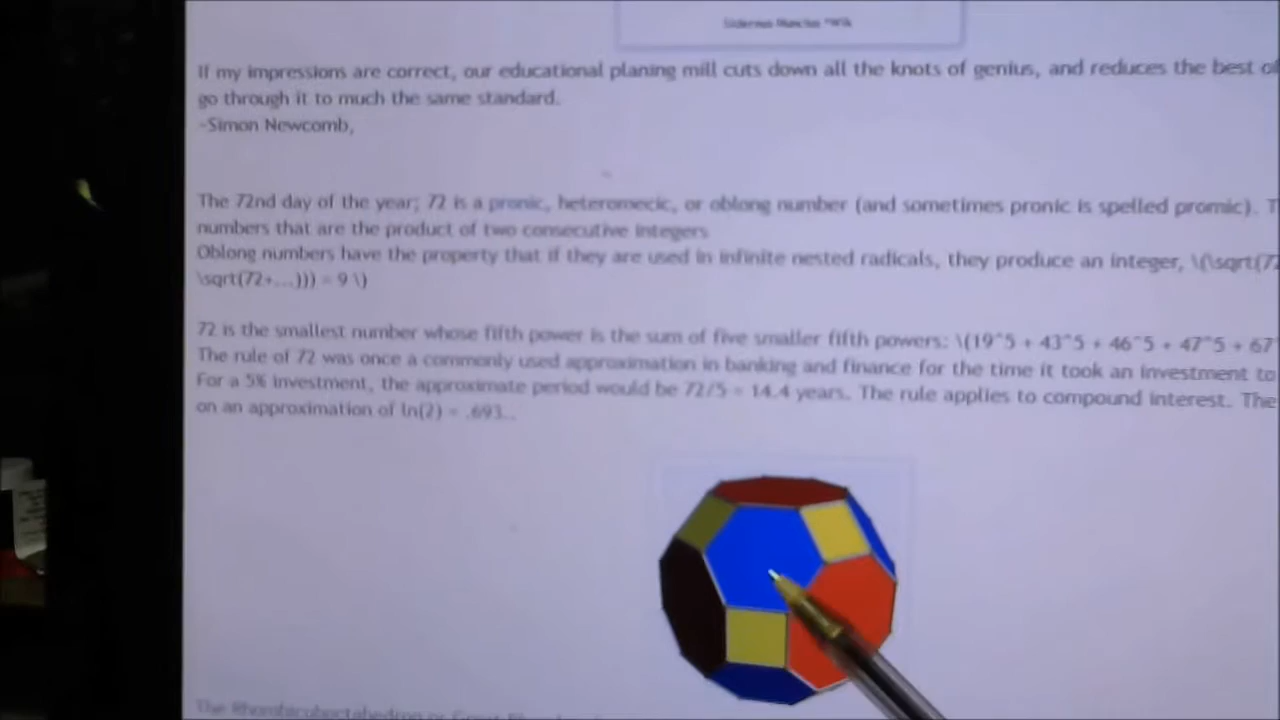 If my impressions are correct, our educational planing mill cuts down all the knots of genius, and reduces the best of
go through it to much the same standard.
~Simon Newcomb,
The 72nd day of the year; 72 is a pronic, heteromecic, or oblong number (and sometimes pronic is spelled promic). T
numbers that are the product of two consecutive integers
Oblong numbers have the property that if they are used in infinite nested radicals, they produce an integer, \(\sqrt(72
\sqrt(72+...))) = 9 \)
72 is the smallest number whose fifth power is the sum of five smaller fifth powers: \(19^5 + 43^5 + 46^5 + 47^5 + 67^
The rule of 72 was once a commonly used approximation in banking and finance for the time it took an investment to
For a 5% investment, the approximate period would be 72/5 = 14.4 years. The rule applies to compound interest. The
on an approximation of ln(2) = .693..
The